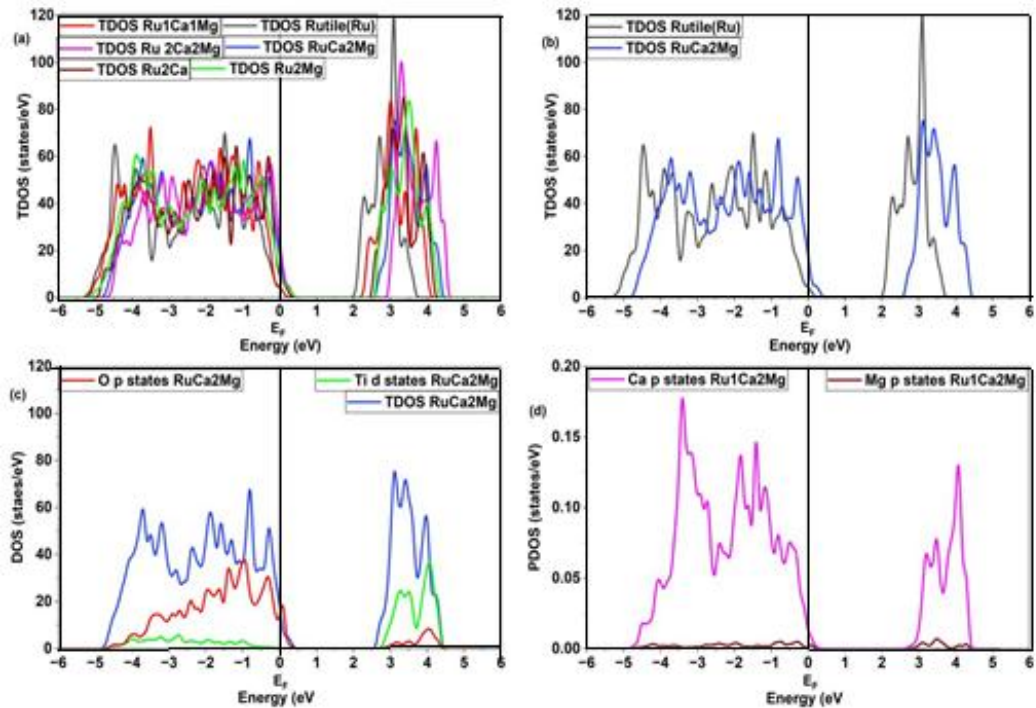 (a)
TDOS Ru1Ca1Mg TDOS Rutile(Ru)
TDOS Ru 2Ca2Mg TDOS RuCa2Mg
TDOS Ru2Ca TDOS Ru2Mg
TDOS (states/eV)
120
100
80
60
40
20
0
−6 −5 −4 −3 −2 −1 0 1 2 3 4 5 6
E_F
Energy (eV)
(b)
TDOS Rutile(Ru)
TDOS RuCa2Mg
TDOS (states/eV)
120
100
80
60
40
20
0
−6 −5 −4 −3 −2 −1 0 1 2 3 4 5 6
E_F
Energy (eV)
(c)
O p states RuCa2Mg Ti d states RuCa2Mg
TDOS RuCa2Mg
DOS (staes/eV)
120
100
80
60
40
20
0
−6 −5 −4 −3 −2 −1 0 1 2 3 4 5 6
E_F
Energy (eV
(d)
Ca p states Ru1Ca2Mg Mg p states Ru1Ca2Mg
PDOS (states/eV)
0.20
0.15
0.10
0.05
0.00
−6 −5 −4 −3 −2 −1 0 1 2 3 4 5 6
E_F
Energy (eV